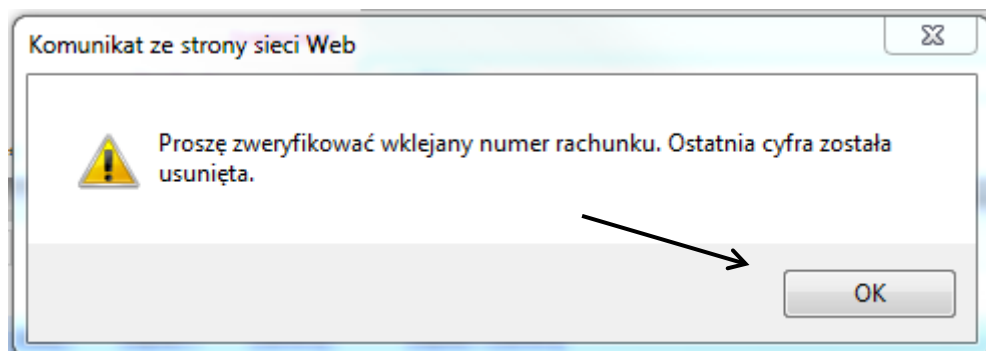 Komunikat ze strony sieci Web
Proszę zweryfikować wklejany numer rachunku. Ostatnia cyfra została
usunięta.
OK